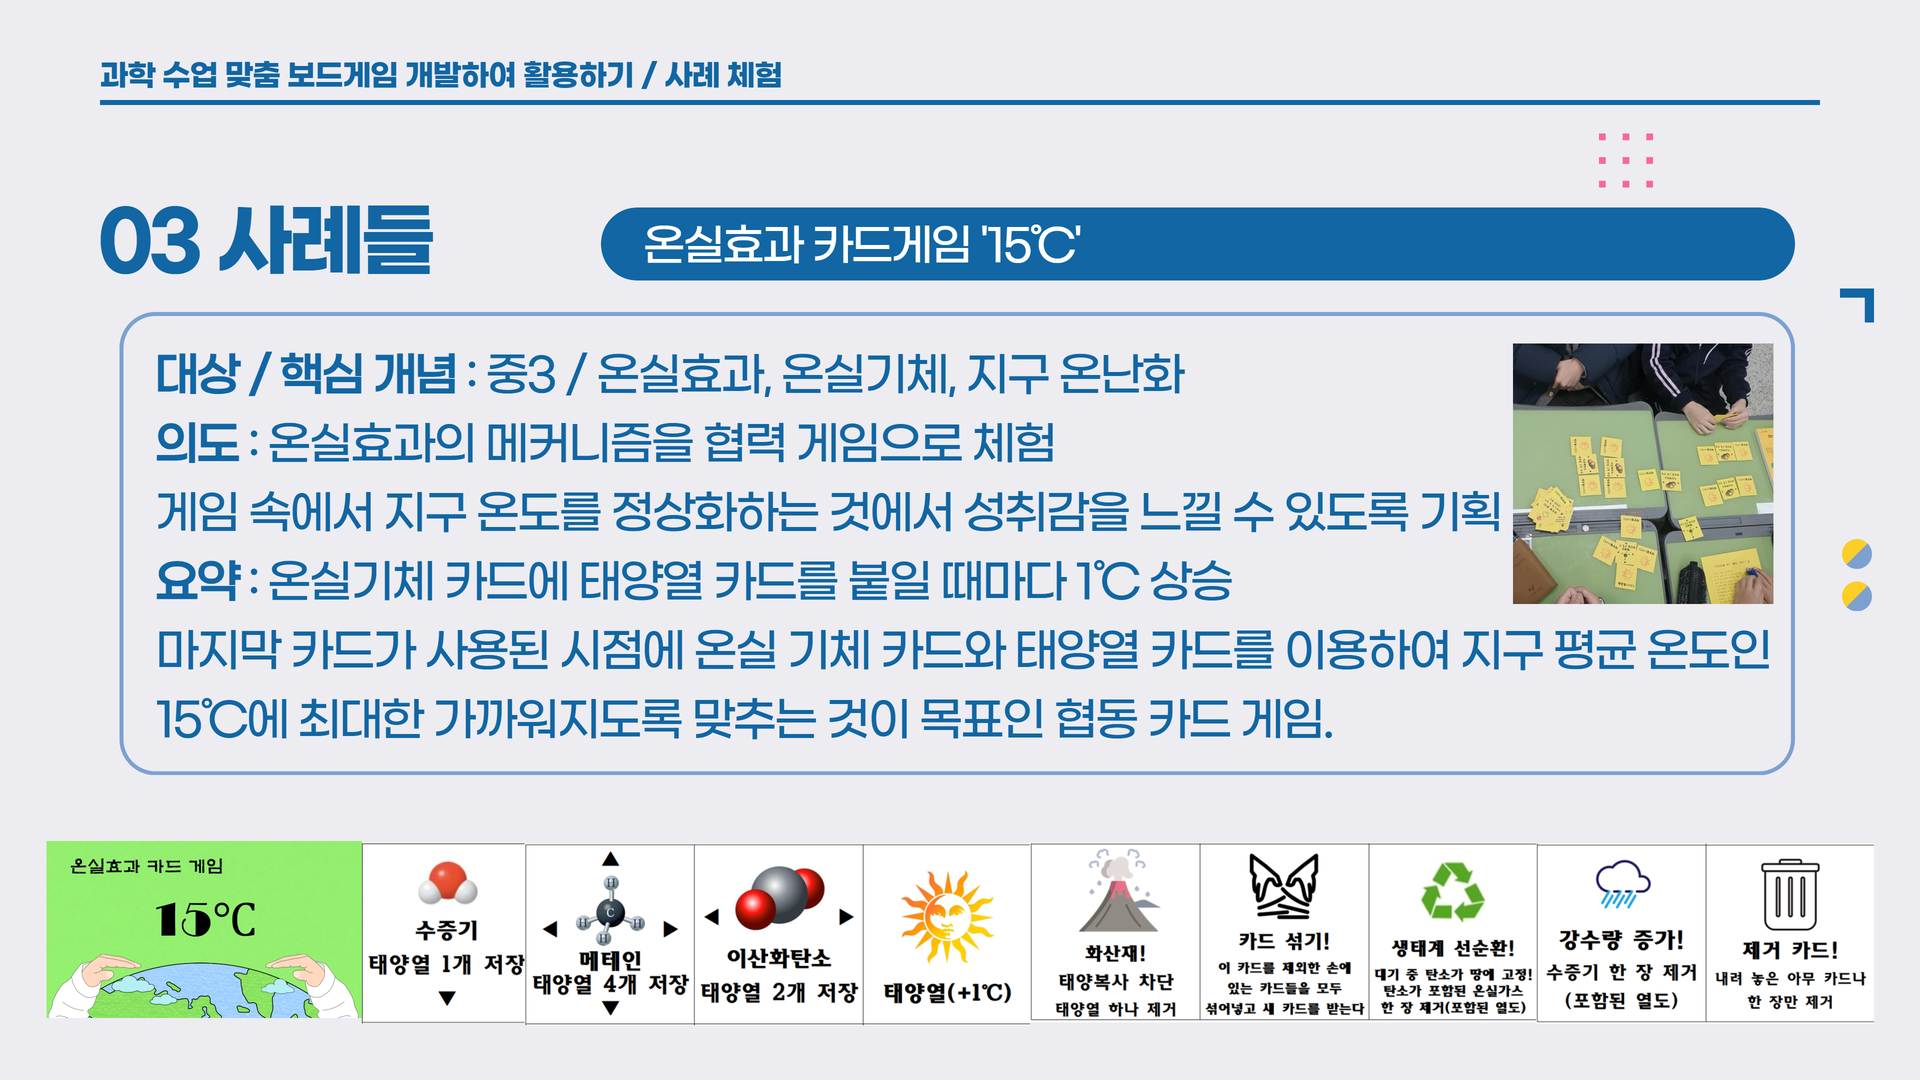 과학 수업 맞춤 보드게임 개발하여 활용하기 / 사례 체험
03 사례들
온실효과 카드게임 '15℃'
대상 / 핵심 개념 : 중3 / 온실효과, 온실기체, 지구 온난화
의도 : 온실효과의 메커니즘을 협력 게임으로 체험
게임 속에서 지구 온도를 정상화하는 것에서 성취감을 느낄 수 있도록 기획
요약 : 온실기체 카드에 태양열 카드를 붙일 때마다 1℃ 상승
마지막 카드가 사용된 시점에 온실 기체 카드와 태양열 카드를 이용하여 지구 평균 온도인
15℃에 최대한 가까워지도록 맞추는 것이 목표인 협동 카드 게임.
온실효과 카드 게임
15℃
수증기
태양열 1개 저장
▼
▲
◀ ▶
H
H C H
H
메테인
태양열 4개 저장
▼
◀ ▶
이산화탄소
태양열 2개 저장
태양열(+1℃)
화산재!
태양복사 차단
태양열 하나 제거
카드 섞기!
이 카드를 제외한 손에
있는 카드들을 모두
섞어넣고 새 카드를 받는다
생태계 선순환!
대기 중 탄소가 땅에 고정!
탄소가 포함된 온실가스
한 장 제거(포함된 열도)
강수량 증가!
수증기 한 장 제거
(포함된 열도)
제거 카드!
내려 놓은 아무 카드나
한 장만 제거